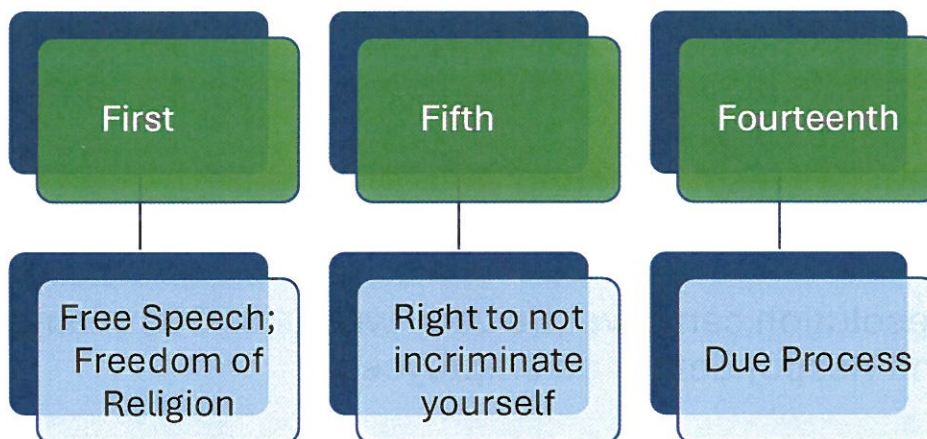 First
Fifth
Fourteenth
Free Speech;
Freedom of
Religion
Right to not
incriminate
yourself
Due Process